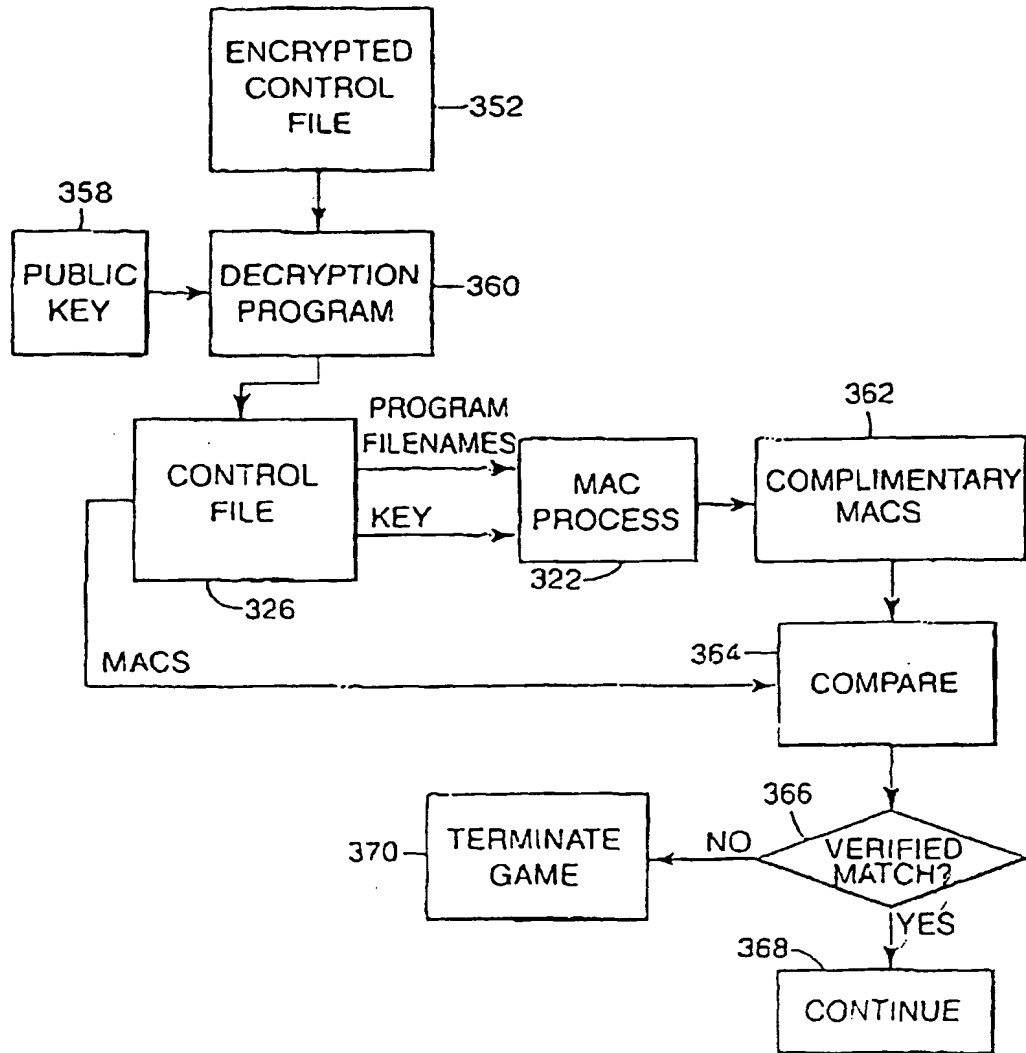 ENCRYPTED
CONTROL
FILE
352
358
PUBLIC
KEY
DECRYPTION
PROGRAM
360
PROGRAM
FILENAMES
KEY
CONTROL
FILE
326
MAC
PROCESS
322
362
COMPLIMENTARY
MACS
MACS
364
COMPARE
366
VERIFIED
MATCH?
NO
370
TERMINATE
GAME
YES
368
CONTINUE